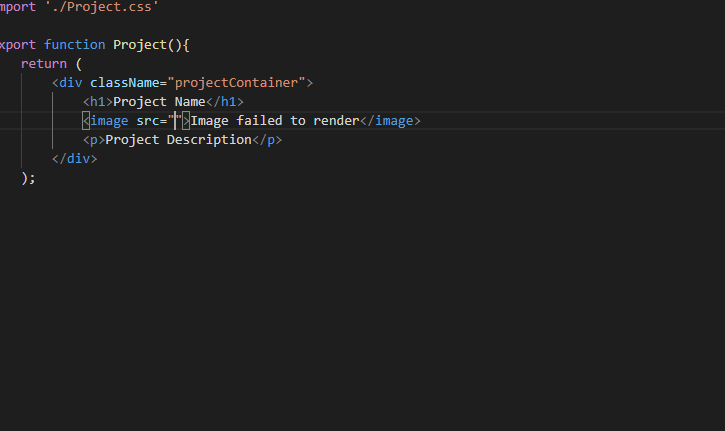 mport './Project.css'
xport function Project(){
return (
<div className="projectContainer">
<h1>Project Name</h1>
<image src="">Image failed to render</image>
<p>Project Description</p>
</div>
);